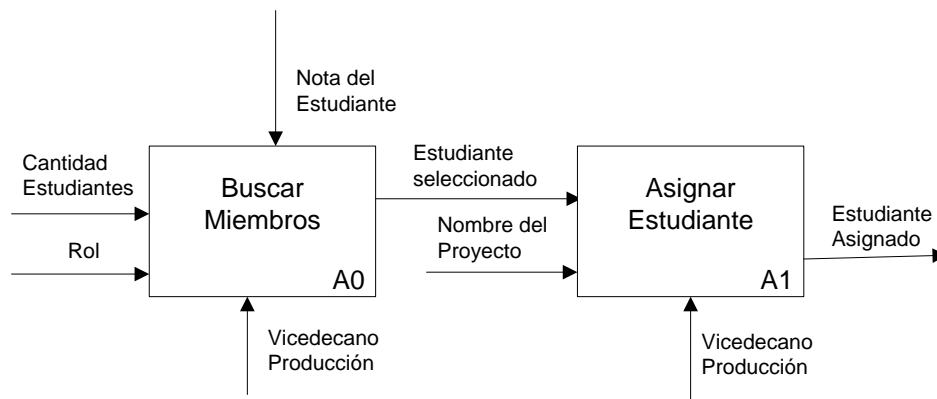 Nota del
Estudiante
Cantidad
Estudiantes
Rol
Buscar
Miembros
A0
Vicedecano
Producción
Estudiante
seleccionado
Nombre del
Proyecto
Asignar
Estudiante
A1
Vicedecano
Producción
Estudiante
Asignado